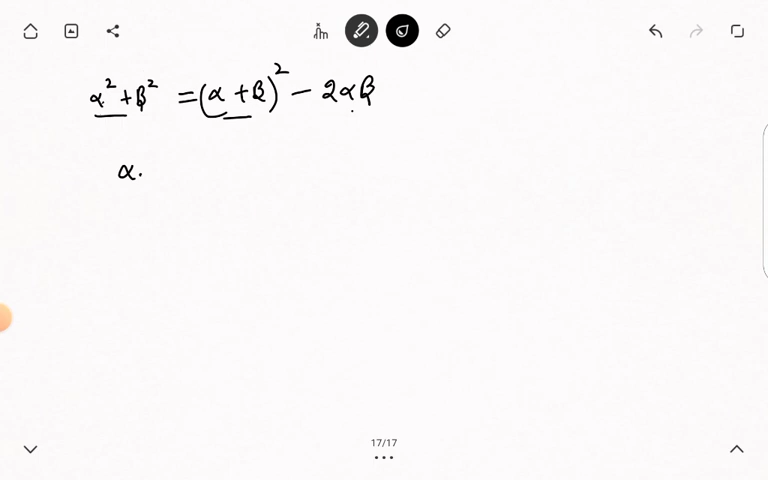 α² + β² = (α + β)² − 2αβ
α.
17/17